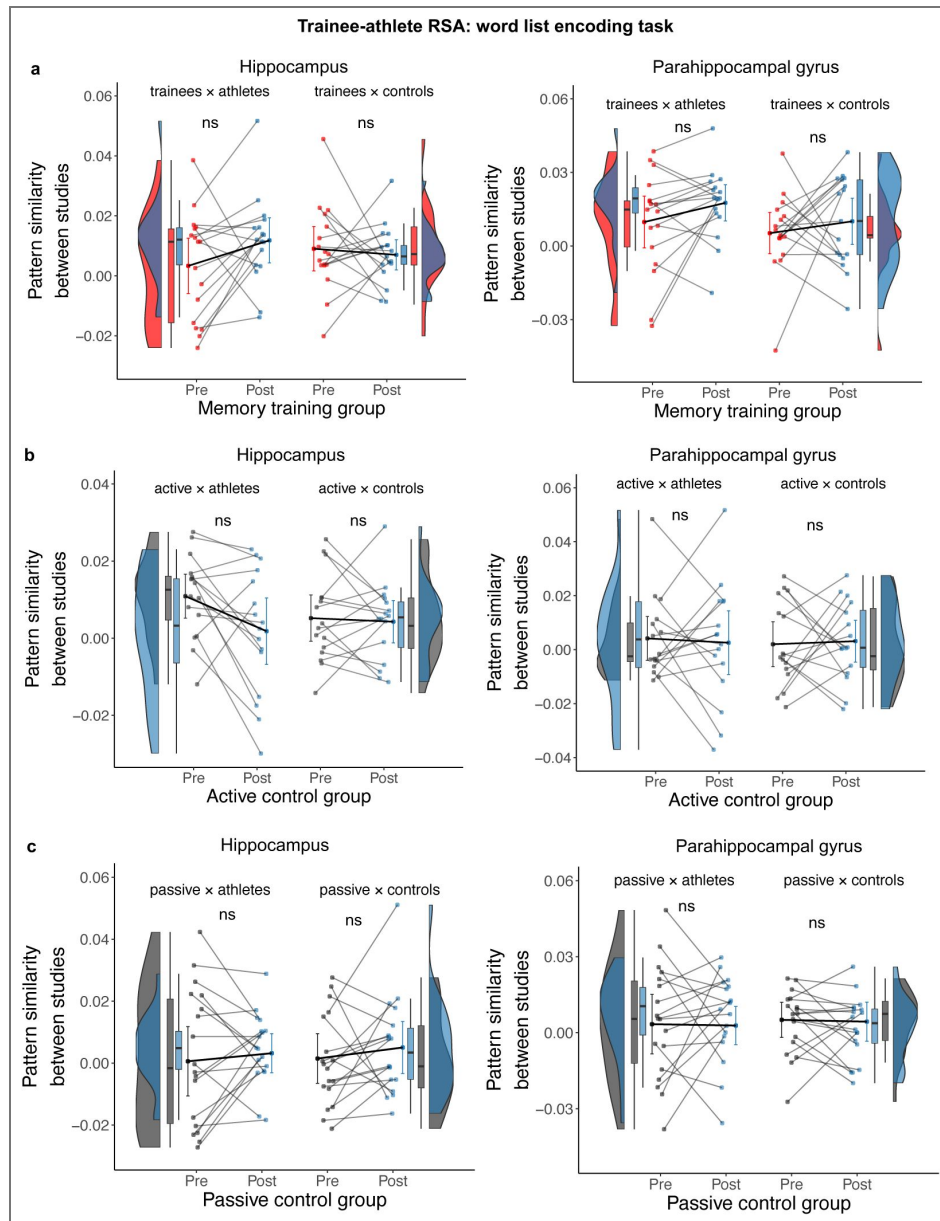 Trainee-athlete RSA: word list encoding task
a
Hippocampus
Parahippocampal gyrus
trainees × athletes
trainees × controls
trainees × athletes
trainees × controls
ns
ns
ns
ns
Pattern similarity
between studies
0.06
0.04
0.02
0.00
−0.02
Pattern similarity
between studies
0.06
0.03
0.00
−0.03
Pre
Post
Pre
Post
Pre
Post
Pre
Post
Memory training group
Memory training group
b
Hippocampus
Parahippocampal gyrus
active × athletes
active × controls
active × athletes
active × controls
ns
ns
ns
ns
Pattern similarity
between studies
0.04
0.02
0.00
−0.02
Pattern similarity
between studies
0.06
0.04
0.02
0.00
−0.02
−0.04
Pre
Post
Pre
Post
Pre
Post
Pre
Post
Active control group
Active control group
c
Hippocampus
Parahippocampal gyrus
passive × athletes
passive × controls
passive × athletes
passive × controls
ns
ns
ns
ns
Pattern similarity
between studies
0.06
0.04
0.02
0.00
−0.02
Pattern similarity
between studies
0.06
0.03
0.00
−0.03
Pre
Post
Pre
Post
Pre
Post
Pre
Post
Passive control group
Passive control group